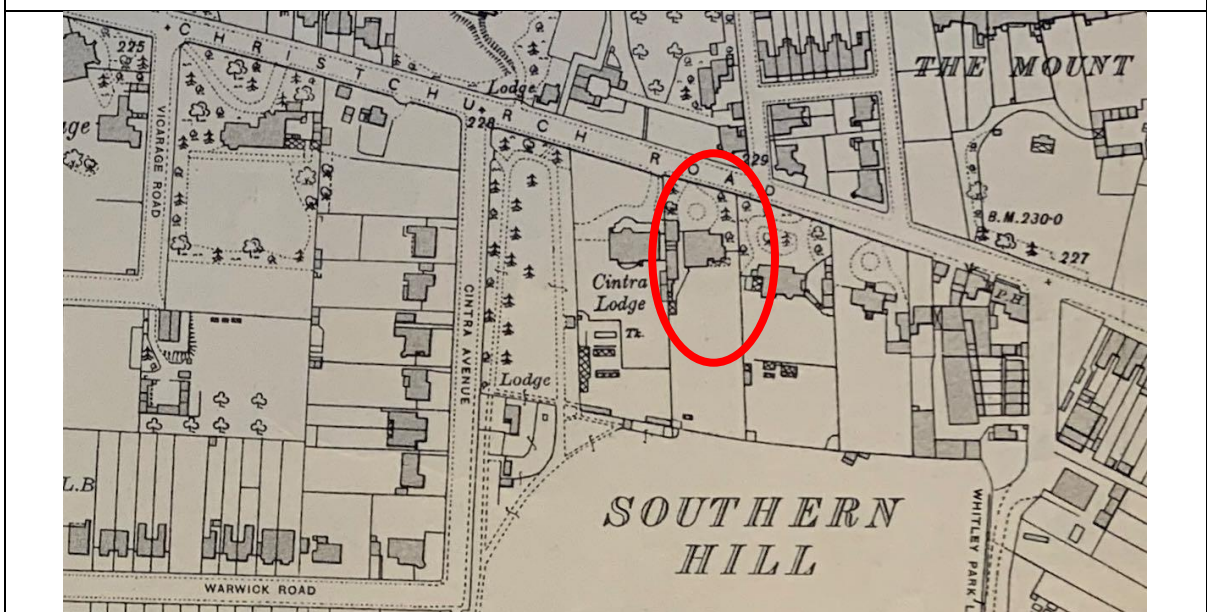 225
CHRISTCHURCH ROAD
THE MOUNT
Lodge
228
VICARAGE ROAD
229
B.M. 230·0
227
Cintra
Lodge
P.H
Tk.
CINTRA AVENUE
Lodge
L.B
SOUTHERN
HILL
WHITLEY PARK L
WARWICK ROAD